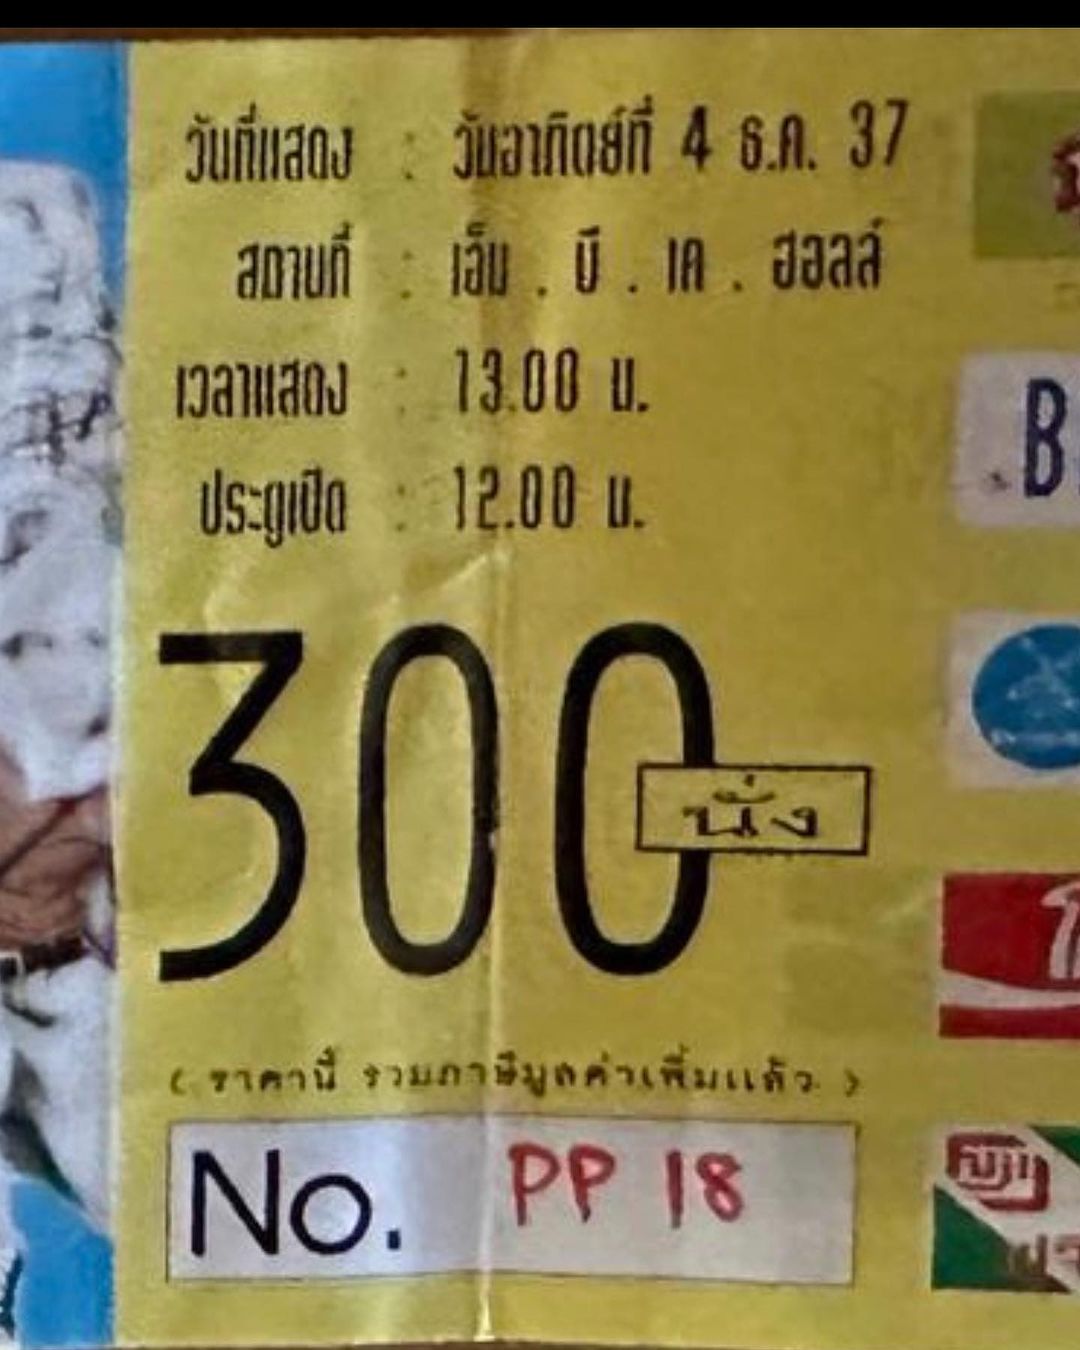 วันที่แสดง : วันอาทิตย์ที่ 4 ธ.ค. 37
สถานที่ : เอ็ม . บี . เค . ฮอลล์
เวลาแสดง : 13.00 น.
ประตูเปิด : 12.00 น.
300
นั่ง
( ราคานี้ รวมภาษีมูลค่าเพิ่มแล้ว )
No. PP 18